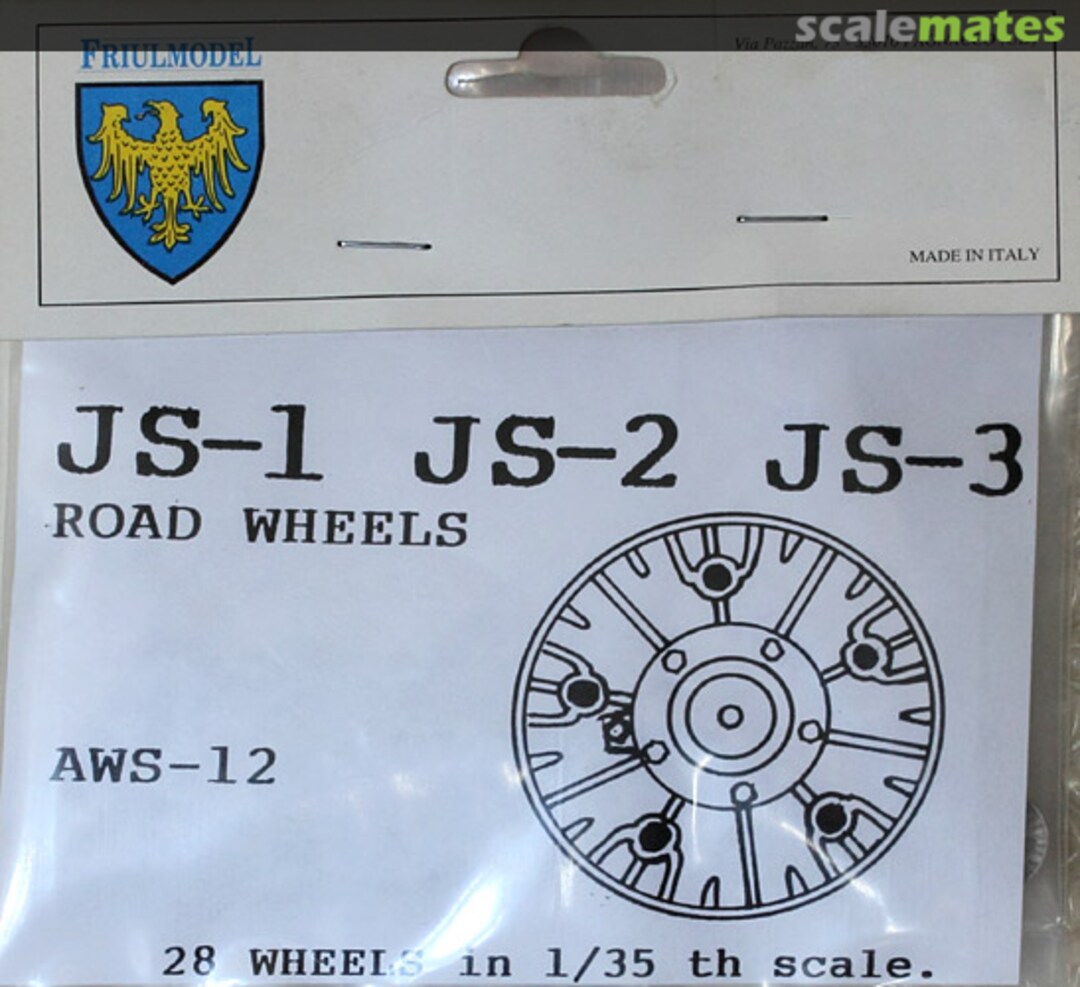 scalemates
FRIULMODEL
MADE IN ITALY
JS-1 JS-2 JS-3
ROAD WHEELS
AWS-12
28 WHEELS in 1/35 th scale.